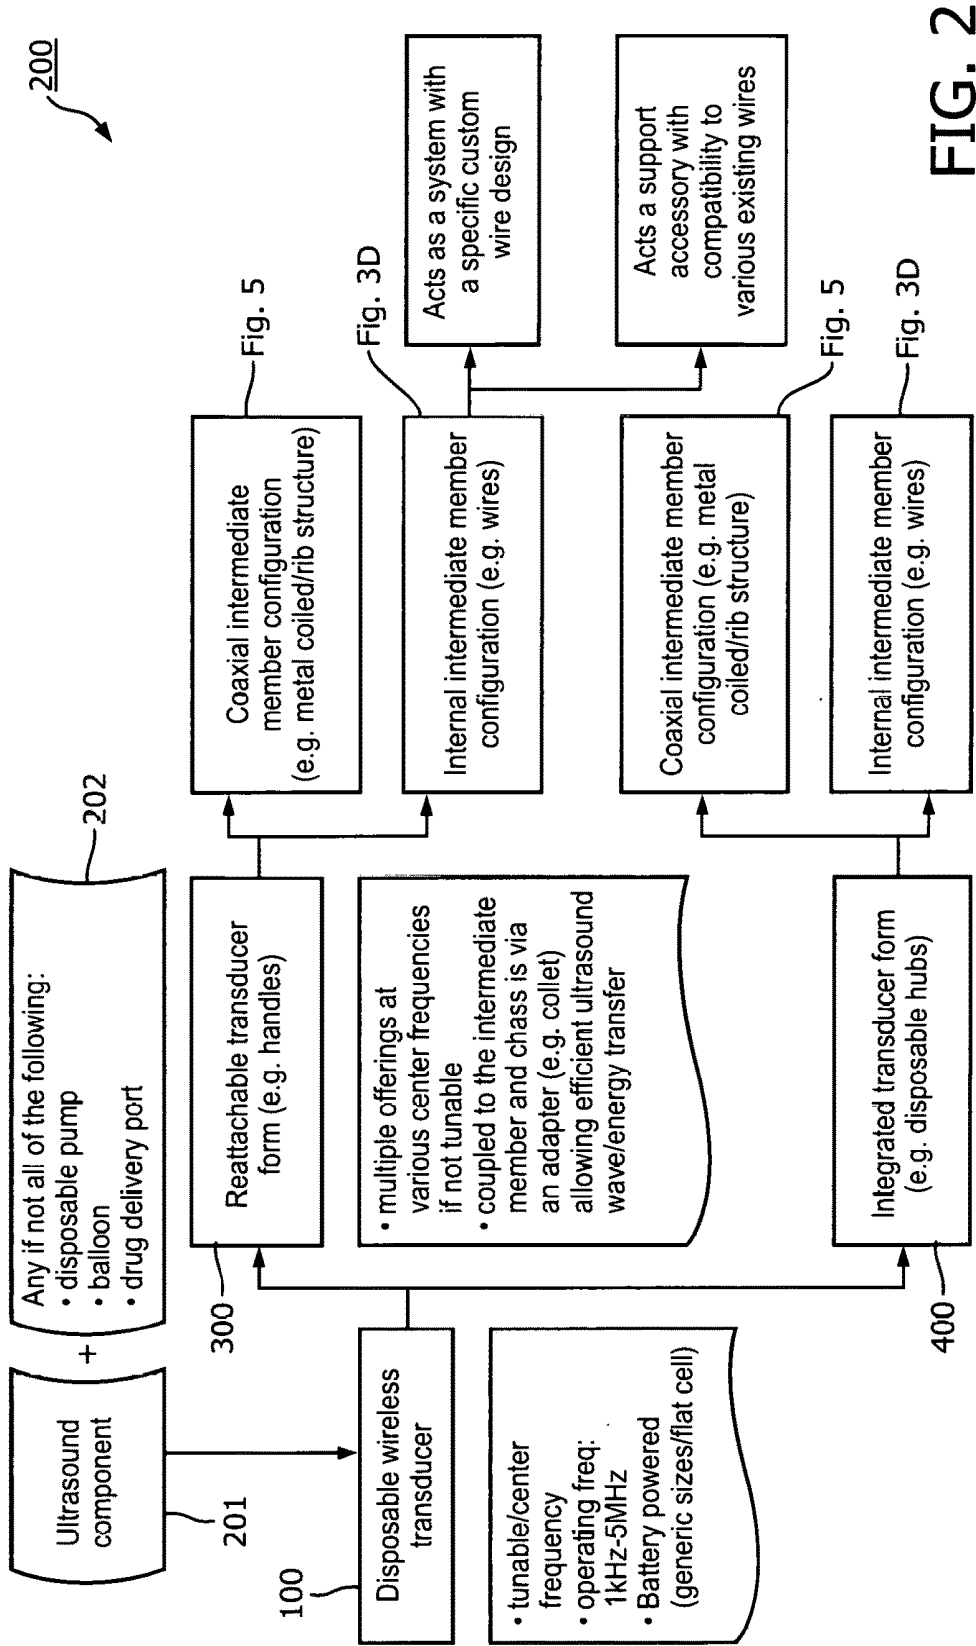 200
Ultrasound
component
201
+
Any if not all of the following:
• disposable pump
• balloon
• drug delivery port
202
Disposable wireless
transducer
100
• tunable/center
frequency
• operating freq:
1kHz-5MHz
• Battery powered
(generic sizes/flat cell)
Reattachable transducer
form (e.g. handles)
300
• multiple offerings at
various center frequencies
if not tunable
• coupled to the intermediate
member and chass is via
an adapter (e.g. collet)
allowing efficient ultrasound
wave/energy transfer
Integrated transducer form
(e.g. disposable hubs)
400
Coaxial intermediate
member configuration
(e.g. metal coiled/rib structure)
Fig. 5
Internal intermediate member
configuration (e.g. wires)
Fig. 3D
Acts as a system with
a specific custom
wire design
Acts a support
accessory with
compatibility to
various existing wires
Coaxial intermediate member
configuration (e.g. metal
coiled/rib structure)
Fig. 5
Internal intermediate member
configuration (e.g. wires)
Fig. 3D
FIG. 2